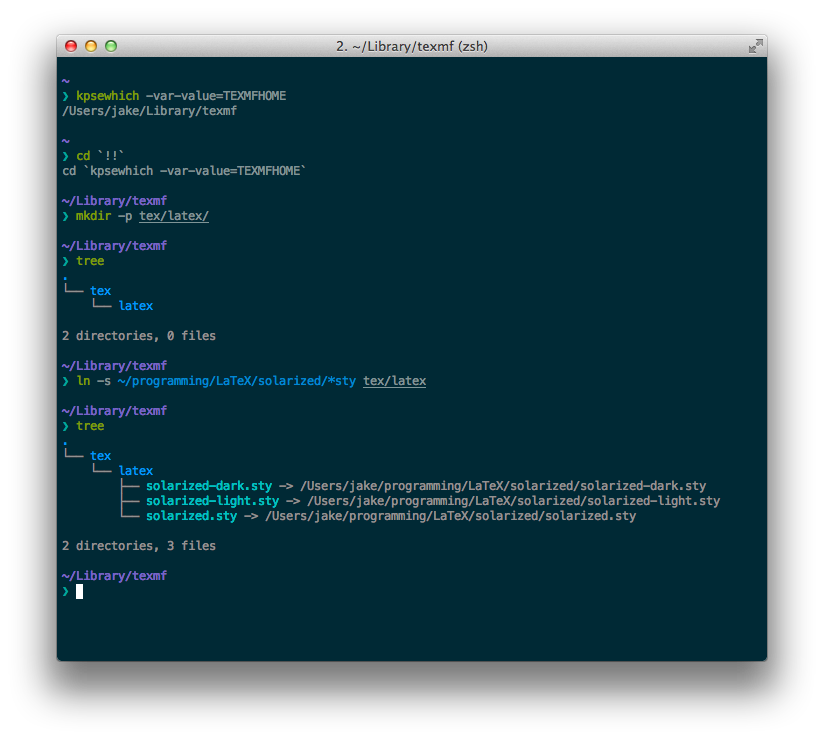 2. ~/Library/texmf (zsh)
~
❯ kpsewhich -var-value=TEXMFHOME
/Users/jake/Library/texmf
~
❯ cd `!!`
cd `kpsewhich -var-value=TEXMFHOME`
~/Library/texmf
❯ mkdir -p tex/latex/
~/Library/texmf
❯ tree
.
└── tex
    └── latex
2 directories, 0 files
~/Library/texmf
❯ ln -s ~/programming/LaTeX/solarized/*sty tex/latex
~/Library/texmf
❯ tree
.
└── tex
    └── latex
        ├── solarized-dark.sty -> /Users/jake/programming/LaTeX/solarized/solarized-dark.sty
        ├── solarized-light.sty -> /Users/jake/programming/LaTeX/solarized/solarized-light.sty
        └── solarized.sty -> /Users/jake/programming/LaTeX/solarized/solarized.sty
2 directories, 3 files
~/Library/texmf
❯